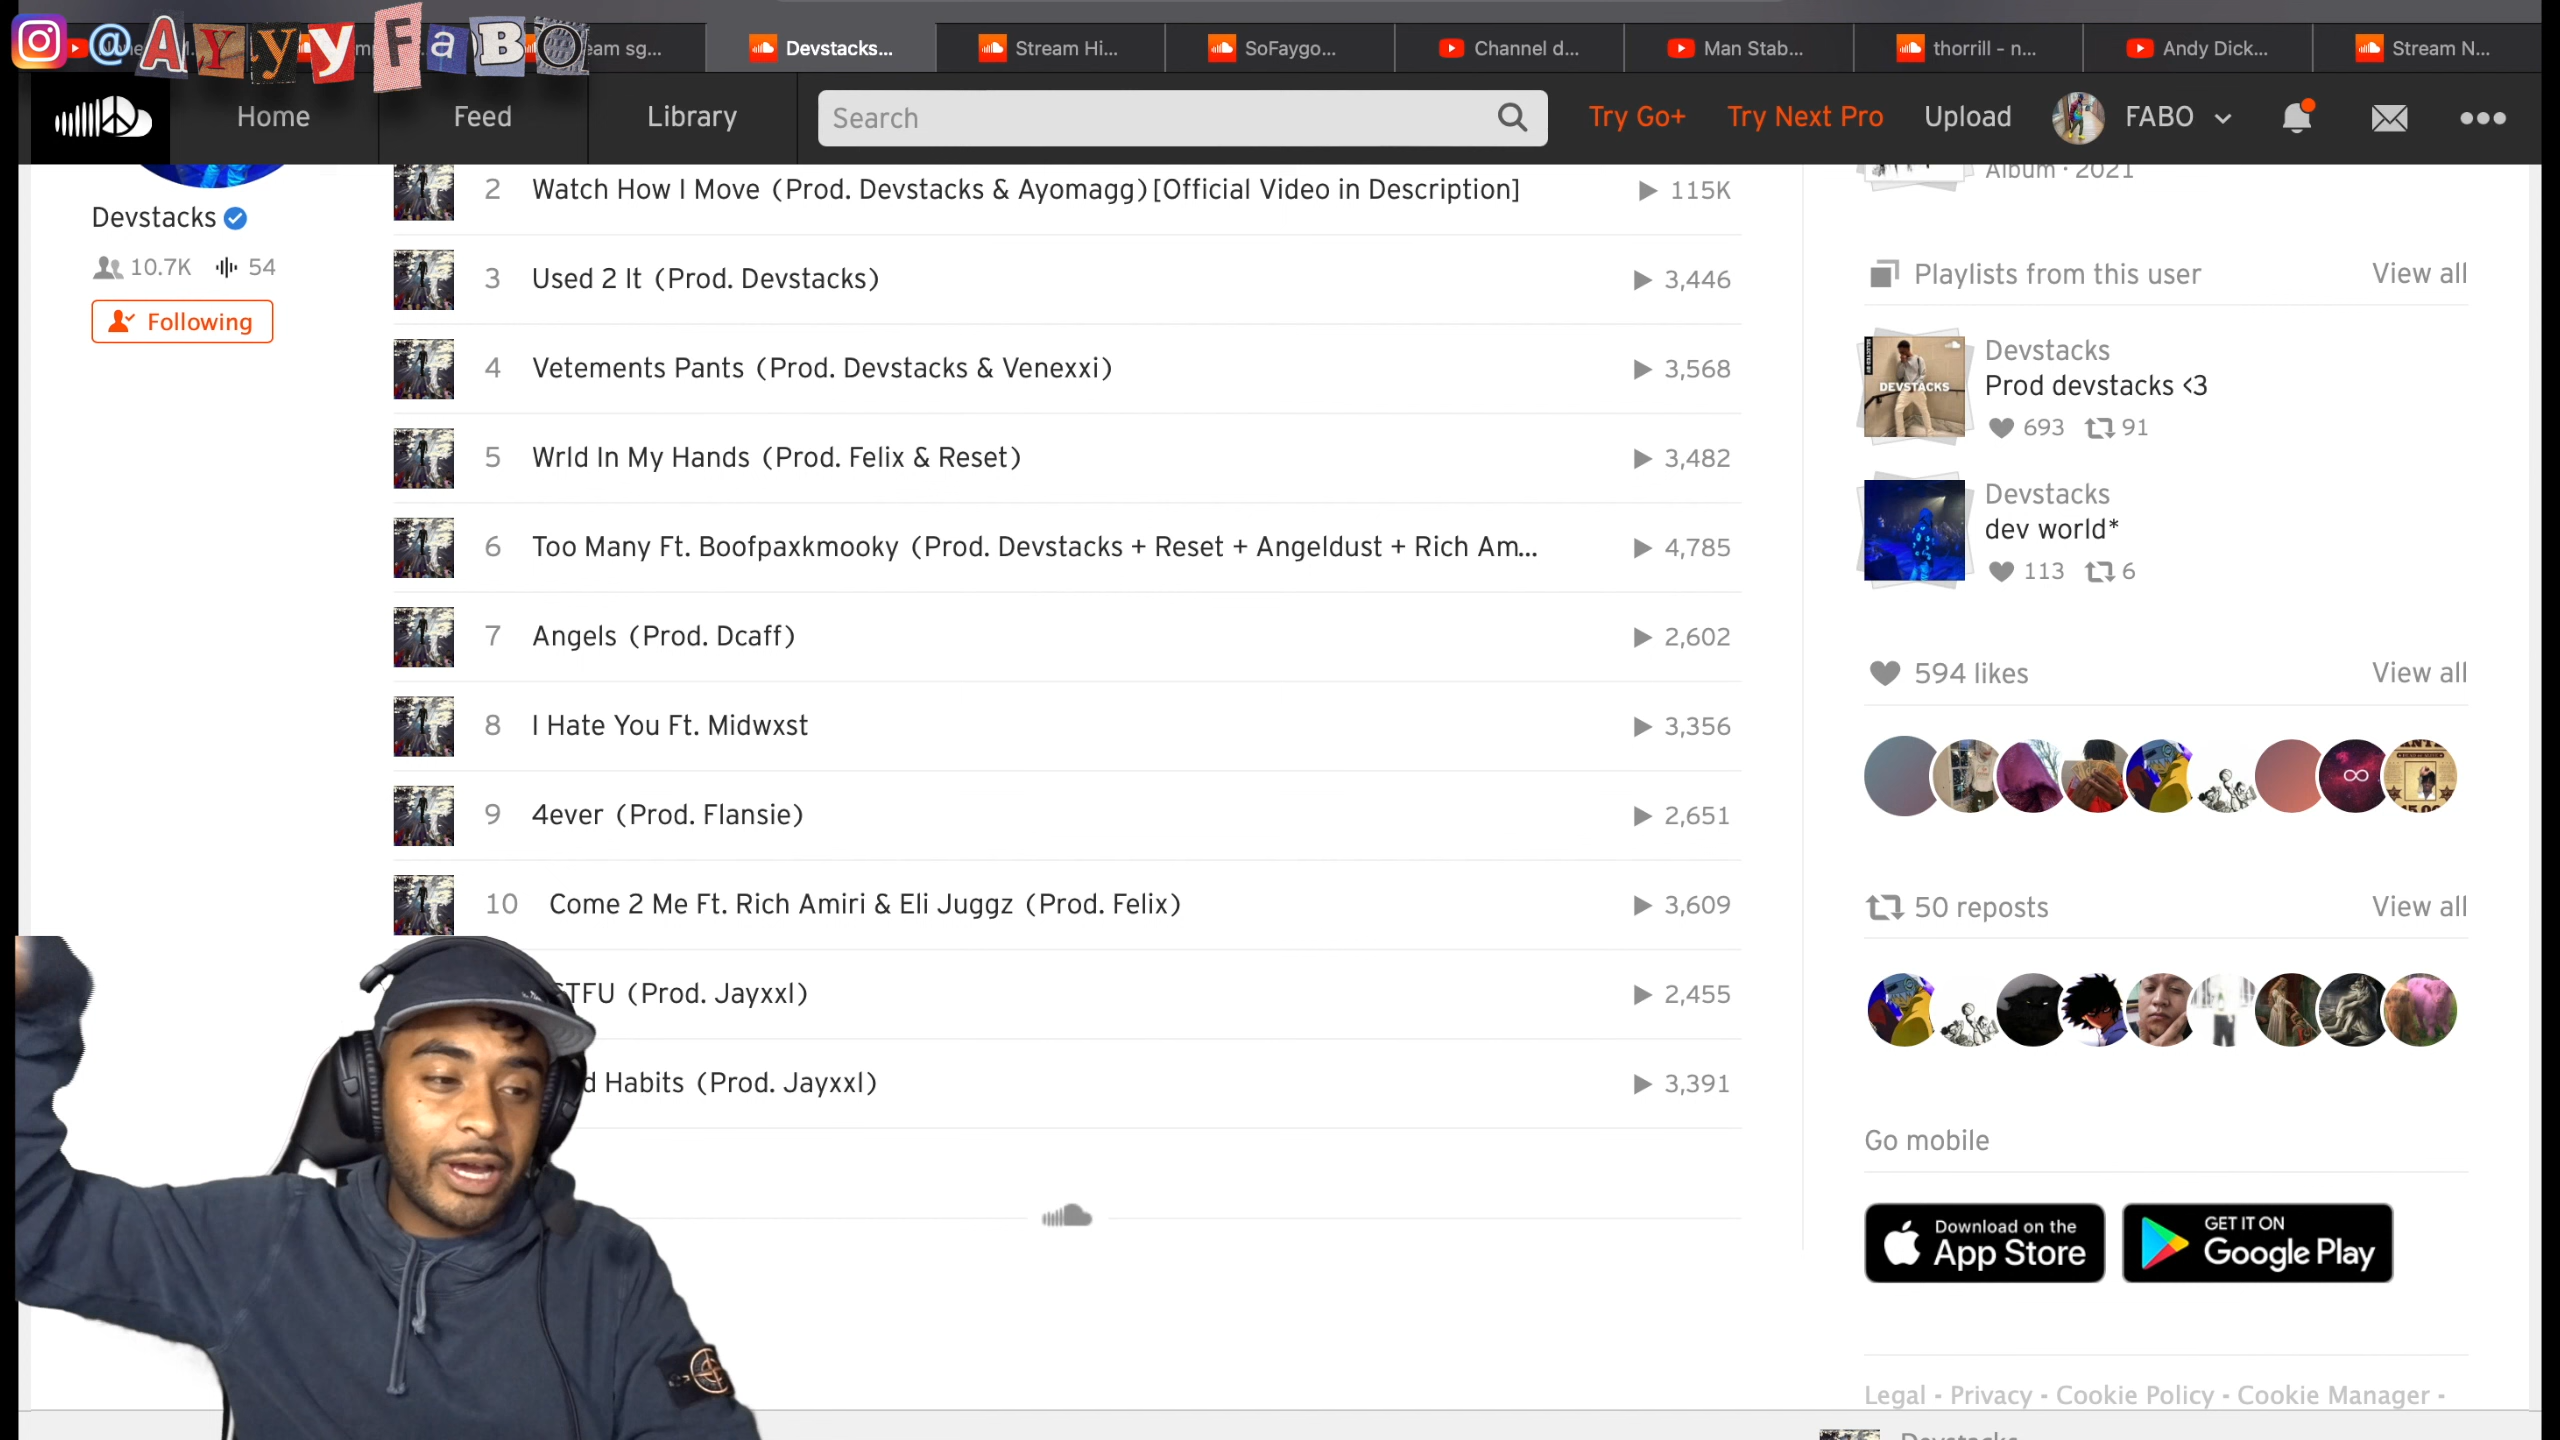 @AYyyFaBO
eam sg...
Devstacks...
Stream Hi...
SoFaygo...
Channel d...
Man Stab...
thorrill - n...
Andy Dick...
Stream N...
Home
Feed
Library
Search
Try Go+
Try Next Pro
Upload
FABO
Devstacks
10.7K 54
Following
2 Watch How I Move (Prod. Devstacks & Ayomagg)[Official Video in Description] 115K
3 Used 2 It (Prod. Devstacks) 3,446
4 Vetements Pants (Prod. Devstacks & Venexxi) 3,568
5 Wrld In My Hands (Prod. Felix & Reset) 3,482
6 Too Many Ft. Boofpaxkmooky (Prod. Devstacks + Reset + Angeldust + Rich Am... 4,785
7 Angels (Prod. Dcaff) 2,602
8 I Hate You Ft. Midwxst 3,356
9 4ever (Prod. Flansie) 2,651
10 Come 2 Me Ft. Rich Amiri & Eli Juggz (Prod. Felix) 3,609
STFU (Prod. Jayxxl) 2,455
d Habits (Prod. Jayxxl) 3,391
Album · 2021
Playlists from this user View all
DEVSTACKS
Devstacks
Prod devstacks <3
693 91
Devstacks
dev world*
113 6
594 likes View all
50 reposts View all
Go mobile
Download on the
App Store
GET IT ON
Google Play
Legal - Privacy - Cookie Policy - Cookie Manager -
Devstacks